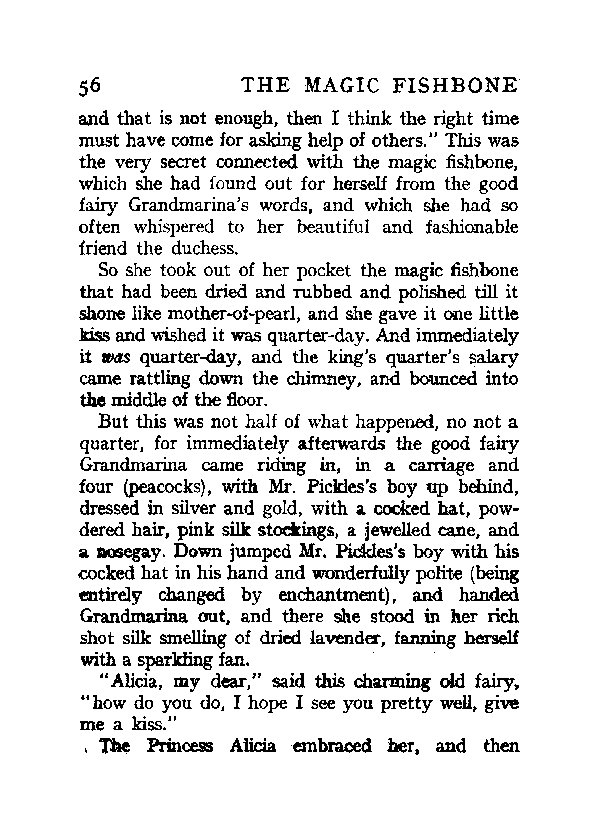 56 THE MAGIC FISHBONE
and that is not enough, then I think the right time
must have come for asking help of others." This was
the very secret connected with the magic fishbone,
which she had found out for herself from the good
fairy Grandmarina's words, and which she had so
often whispered to her beautiful and fashionable
friend the duchess.
So she took out of her pocket the magic fishbone
that had been dried and rubbed and polished till it
shone like mother-of-pearl, and she gave it one little
kiss and wished it was quarter-day. And immediately
it was quarter-day, and the king's quarter's salary
came rattling down the chimney, and bounced into
the middle of the floor.
But this was not half of what happened, no not a
quarter, for immediately afterwards the good fairy
Grandmarina came riding in, in a carriage and
four (peacocks), with Mr. Pickles's boy up behind,
dressed in silver and gold, with a cocked hat, pow-
dered hair, pink silk stockings, a jewelled cane, and
a nosegay. Down jumped Mr. Pickles's boy with his
cocked hat in his hand and wonderfully polite (being
entirely changed by enchantment), and handed
Grandmarina out, and there she stood in her rich
shot silk smelling of dried lavender, fanning herself
with a sparkling fan.
"Alicia, my dear," said this charming old fairy,
"how do you do, I hope I see you pretty well, give
me a kiss."
The Princess Alicia embraced her, and then